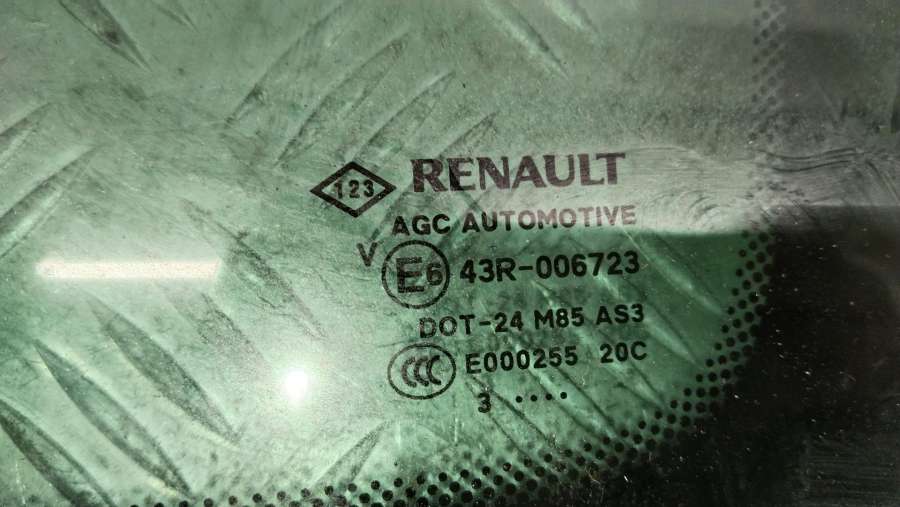 123 RENAULT
AGC AUTOMOTIVE
V E6 43R-006723
DOT-24 M85 AS3
CCC E000255 20C
3 ....